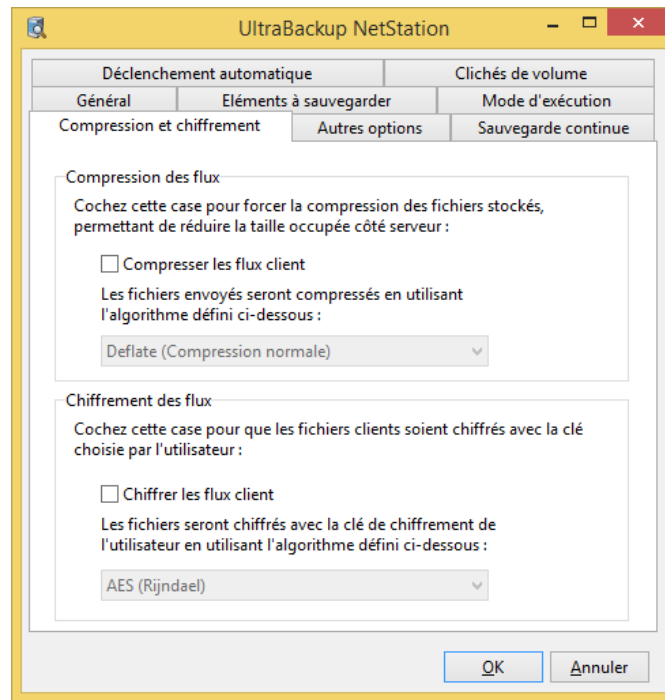 UltraBackup NetStation
Déclenchement automatique
Clichés de volume
Général
Eléments à sauvegarder
Mode d'exécution
Compression et chiffrement
Autres options
Sauvegarde continue
Compression des flux
Cochez cette case pour forcer la compression des fichiers stockés,
permettant de réduire la taille occupée côté serveur :
Compresser les flux client
Les fichiers envoyés seront compressés en utilisant
l'algorithme défini ci-dessous :
Deflate (Compression normale)
Chiffrement des flux
Cochez cette case pour que les fichiers clients soient chiffrés avec la clé
choisie par l'utilisateur :
Chiffrer les flux client
Les fichiers seront chiffrés avec la clé de chiffrement de
l'utilisateur en utilisant l'algorithme défini ci-dessous :
AES (Rijndael)
OK
Annuler